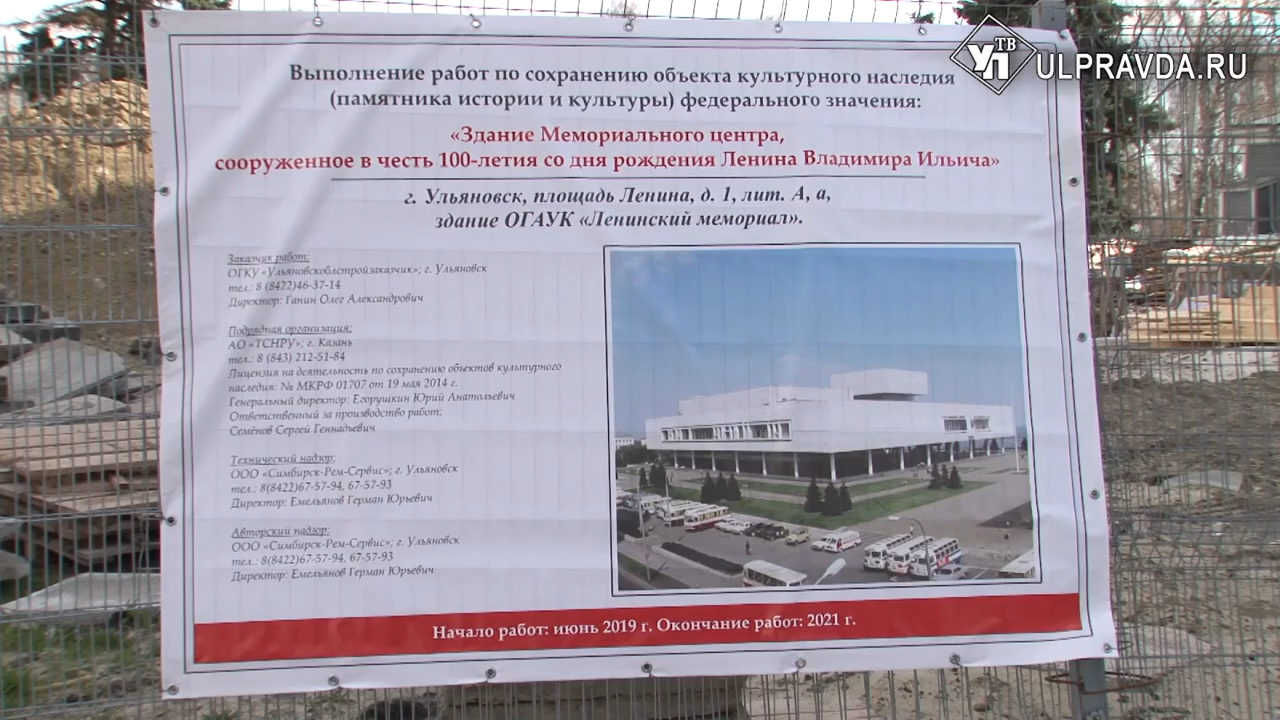 УП ТВ ULPRAVDA.RU
Выполнение работ по сохранению объекта культурного наследия
(памятника истории и культуры) федерального значения:
«Здание Мемориального центра,
сооруженное в честь 100-летия со дня рождения Ленина Владимира Ильича»
г. Ульяновск, площадь Ленина, д. 1, лит. А, а,
здание ОГАУК «Ленинский мемориал».
Заказчик работ:
ОГКУ «Ульяновскоблстройзаказчик»; г. Ульяновск
тел.: 8 (8422)46-37-14
Директор: Ганин Олег Александрович
Подрядная организация:
АО «ТСНРУ»; г. Казань
тел.: 8 (843) 212-51-84
Лицензия на деятельность по сохранению объектов культурного
наследия: № МКРФ 01707 от 19 мая 2014 г.
Генеральный директор: Егорушкин Юрий Анатольевич
Ответственный за производство работ:
Семёнов Сергей Геннадьевич
Технический надзор:
ООО «Симбирск-Рем-Сервис»; г. Ульяновск
тел.: 8(8422)67-57-94, 67-57-93
Директор: Емельянов Герман Юрьевич
Авторский надзор:
ООО «Симбирск-Рем-Сервис»; г. Ульяновск
тел.: 8(8422)67-57-94, 67-57-93
Директор: Емельянов Герман Юрьевич
Начало работ: июнь 2019 г. Окончание работ: 2021 г.